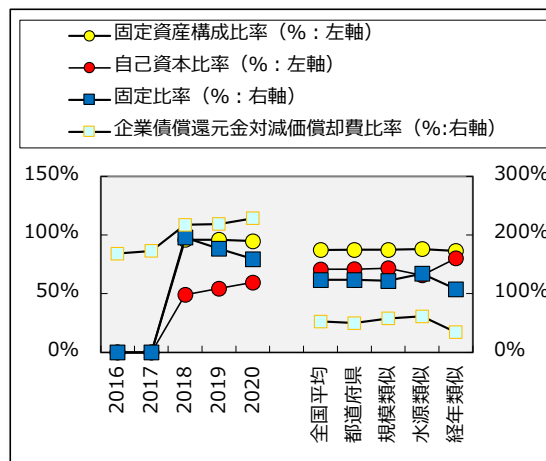 固定資産構成比率（%：左軸）
自己資本比率（%：左軸）
固定比率（%：右軸）
企業債償還元金対減価償却費比率（%:右軸）
150%
100%
50%
0%
300%
200%
100%
0%
2016
2017
2018
2019
2020
全国平均
都道府県
規模類似
水源類似
経年類似